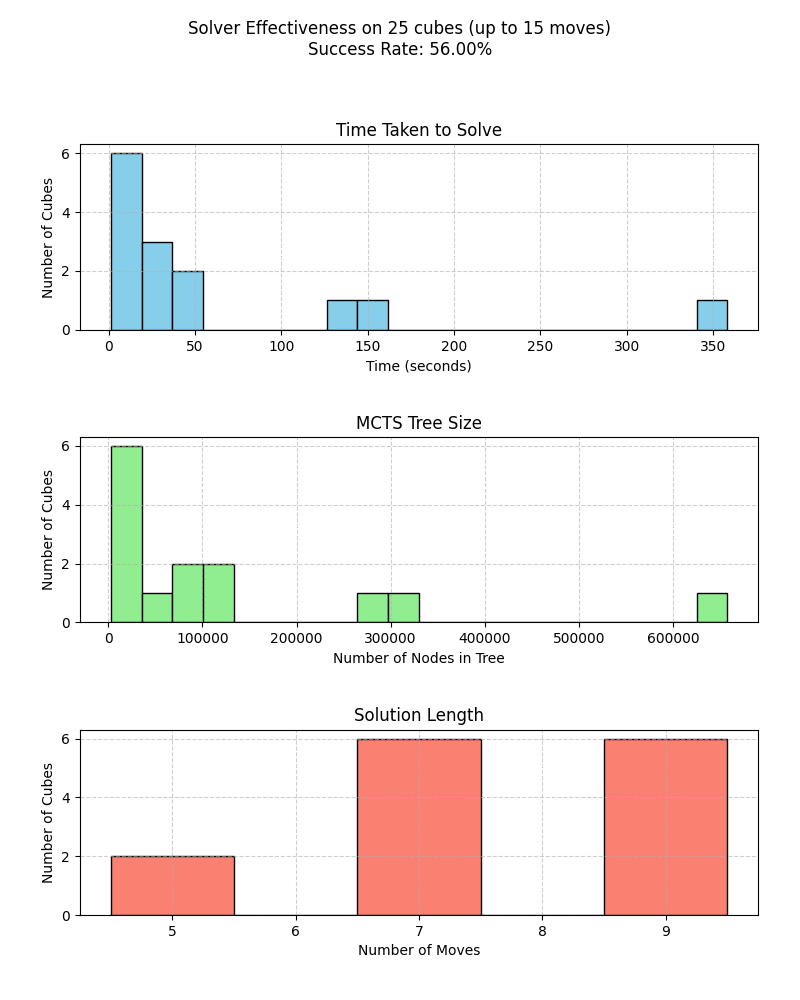 Solver Effectiveness on 25 cubes (up to 15 moves)
Success Rate: 56.00%
Time Taken to Solve
Number of Cubes
6
4
2
0
0 50 100 150 200 250 300 350
Time (seconds)
MCTS Tree Size
Number of Cubes
6
4
2
0
0 100000 200000 300000 400000 500000 600000
Number of Nodes in Tree
Solution Length
Number of Cubes
6
4
2
0
5 6 7 8 9
Number of Moves